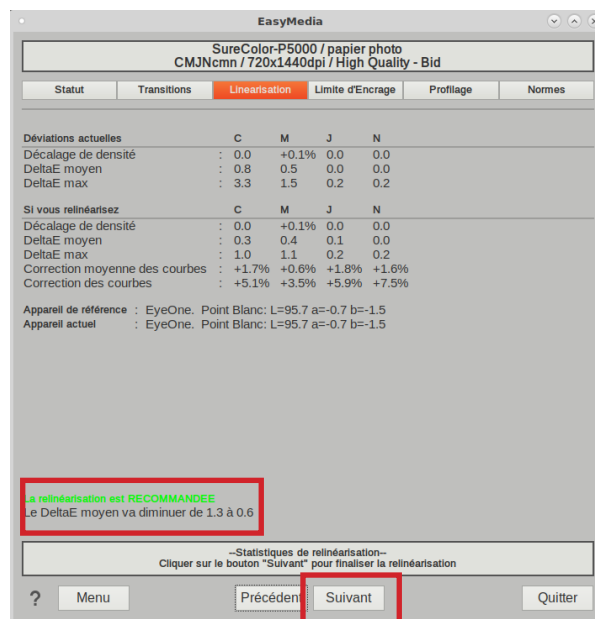 EasyMedia
SureColor-P5000 / papier photo
CMJNcmn / 720x1440dpi / High Quality - Bid
Statut Transitions Linearisation Limite d'Encrage Profilage Normes
Déviations actuelles C M J N
Décalage de densité : 0.0 +0.1% 0.0 0.0
DeltaE moyen : 0.8 0.5 0.0 0.0
DeltaE max : 3.3 1.5 0.2 0.2
Si vous relinéarisez C M J N
Décalage de densité : 0.0 +0.1% 0.0 0.0
DeltaE moyen : 0.3 0.4 0.1 0.0
DeltaE max : 1.0 1.1 0.2 0.2
Correction moyenne des courbes : +1.7% +0.6% +1.8% +1.6%
Correction des courbes : +5.1% +3.5% +5.9% +7.5%
Appareil de référence : EyeOne. Point Blanc: L=95.7 a=-0.7 b=-1.5
Appareil actuel : EyeOne. Point Blanc: L=95.7 a=-0.7 b=-1.5
La relinéarisation est RECOMMANDEE
Le DeltaE moyen va diminuer de 1.3 à 0.6
--Statistiques de relinéarisation--
Cliquer sur le bouton "Suivant" pour finaliser la relinéarisation
? Menu Précédent Suivant Quitter